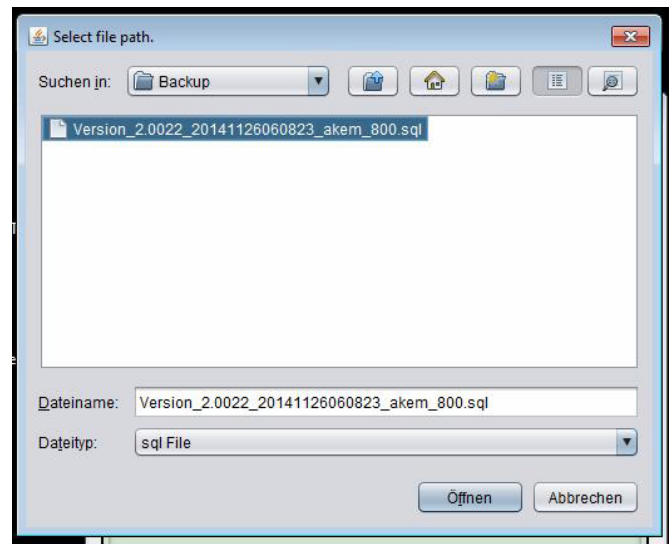 Select file path.
Suchen in: Backup
Version_2.0022_20141126060823_akem_800.sql
Dateiname: Version_2.0022_20141126060823_akem_800.sql
Dateityp: sql File
Öffnen Abbrechen